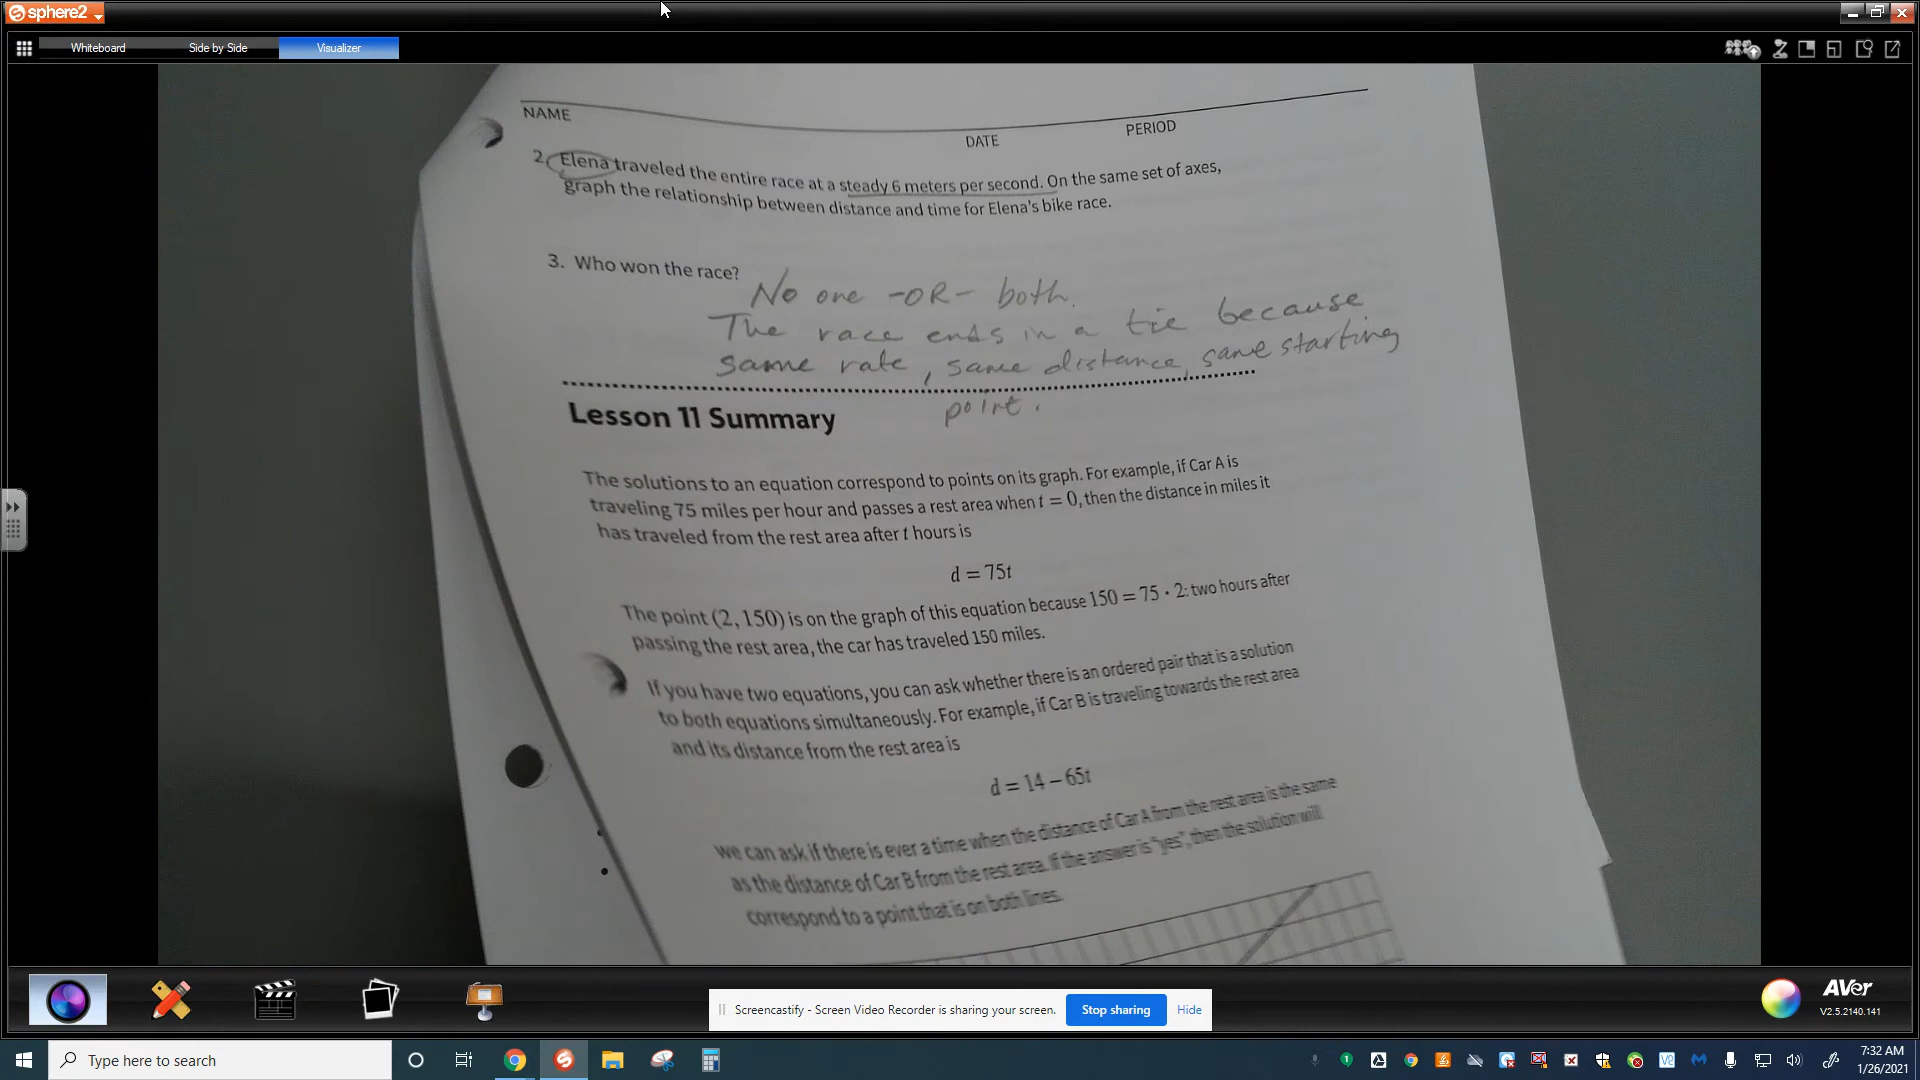 sphere2
Whiteboard
Side by Side
Visualizer
NAME
DATE
PERIOD
2. Elena traveled the entire race at a steady 6 meters per second. On the same set of axes,
graph the relationship between distance and time for Elena's bike race.
3. Who won the race?
No one -OR- both.
The race ends in a tie because
same rate, same distance, same starting
point.
Lesson 11 Summary
The solutions to an equation correspond to points on its graph. For example, if Car A is
traveling 75 miles per hour and passes a rest area when t = 0, then the distance in miles it
has traveled from the rest area after t hours is
d = 75t
The point (2, 150) is on the graph of this equation because 150 = 75 · 2: two hours after
passing the rest area, the car has traveled 150 miles.
If you have two equations, you can ask whether there is an ordered pair that is a solution
to both equations simultaneously. For example, if Car B is traveling towards the rest area
and its distance from the rest area is
d = 14 – 65t
we can ask if there is ever a time when the distance of Car A from the rest area is the same
as the distance of Car B from the rest area. If the answer is "yes", then the solution will
correspond to a point that is on both lines.
Screencastify - Screen Video Recorder is sharing your screen.
Stop sharing
Hide
AVer
V2.5.2140.141
Type here to search
7:32 AM
1/26/2021